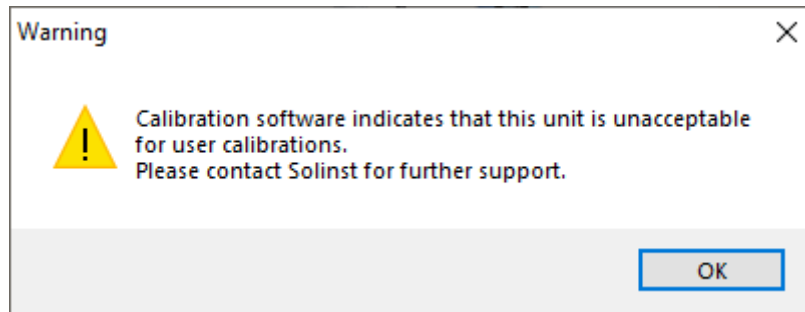 Warning
Calibration software indicates that this unit is unacceptable
for user calibrations.
Please contact Solinst for further support.
OK